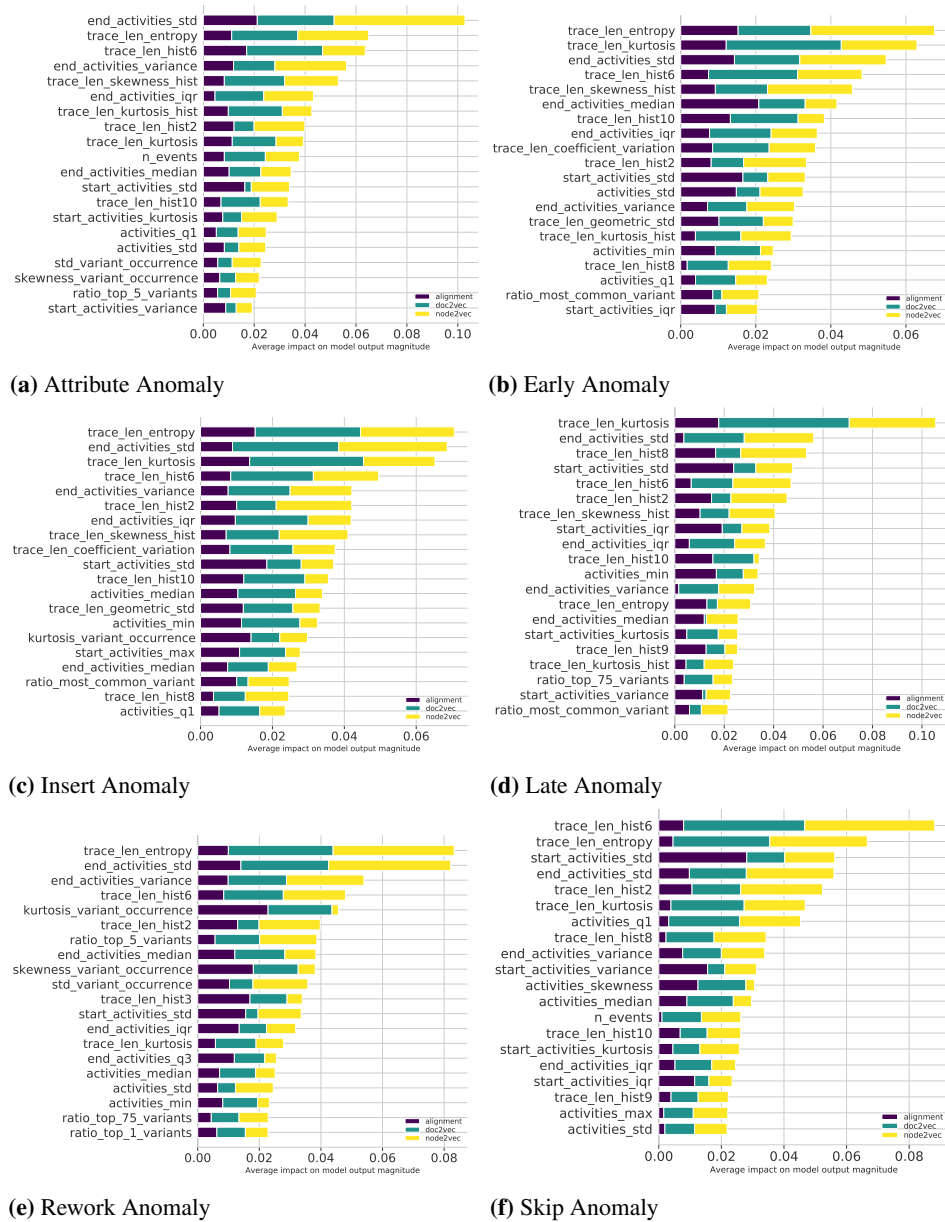 end_activities_std
trace_len_entropy
trace_len_hist6
end_activities_variance
trace_len_skewness_hist
end_activities_iqr
trace_len_kurtosis_hist
trace_len_hist2
trace_len_kurtosis
n_events
end_activities_median
start_activities_std
trace_len_hist10
start_activities_kurtosis
activities_q1
activities_std
std_variant_occurrence
skewness_variant_occurrence
ratio_top_5_variants
start_activities_variance
alignment
doc2vec
node2vec
0.00 0.02 0.04 0.06 0.08 0.10
Average impact on model output magnitude
(a) Attribute Anomaly
trace_len_entropy
trace_len_kurtosis
end_activities_std
trace_len_hist6
trace_len_skewness_hist
end_activities_median
trace_len_hist10
end_activities_iqr
trace_len_coefficient_variation
trace_len_hist2
start_activities_std
activities_std
end_activities_variance
trace_len_geometric_std
trace_len_kurtosis_hist
activities_min
trace_len_hist8
activities_q1
ratio_most_common_variant
start_activities_iqr
alignment
doc2vec
node2vec
0.00 0.02 0.04 0.06
Average impact on model output magnitude
(b) Early Anomaly
trace_len_entropy
end_activities_std
trace_len_kurtosis
trace_len_hist6
end_activities_variance
trace_len_hist2
end_activities_iqr
trace_len_skewness_hist
trace_len_coefficient_variation
start_activities_std
trace_len_hist10
activities_median
trace_len_geometric_std
activities_min
kurtosis_variant_occurrence
start_activities_max
end_activities_median
ratio_most_common_variant
trace_len_hist8
activities_q1
alignment
doc2vec
node2vec
0.00 0.02 0.04 0.06
Average impact on model output magnitude
(c) Insert Anomaly
trace_len_kurtosis
end_activities_std
trace_len_hist8
start_activities_std
trace_len_hist6
trace_len_hist2
trace_len_skewness_hist
start_activities_iqr
end_activities_iqr
trace_len_hist10
activities_min
end_activities_variance
trace_len_entropy
end_activities_median
start_activities_kurtosis
trace_len_hist9
trace_len_kurtosis_hist
ratio_top_75_variants
start_activities_variance
ratio_most_common_variant
alignment
doc2vec
node2vec
0.00 0.02 0.04 0.06 0.08 0.10
Average impact on model output magnitude
(d) Late Anomaly
trace_len_entropy
end_activities_std
end_activities_variance
trace_len_hist6
kurtosis_variant_occurrence
trace_len_hist2
ratio_top_5_variants
end_activities_median
skewness_variant_occurrence
std_variant_occurrence
trace_len_hist3
start_activities_std
end_activities_iqr
trace_len_kurtosis
end_activities_q3
activities_median
activities_std
activities_min
ratio_top_75_variants
ratio_top_1_variants
alignment
doc2vec
node2vec
0.00 0.02 0.04 0.06 0.08
Average impact on model output magnitude
(e) Rework Anomaly
trace_len_hist6
trace_len_entropy
start_activities_std
end_activities_std
trace_len_hist2
trace_len_kurtosis
activities_q1
trace_len_hist8
end_activities_variance
start_activities_variance
activities_skewness
activities_median
n_events
trace_len_hist10
start_activities_kurtosis
end_activities_iqr
start_activities_iqr
trace_len_hist9
activities_max
activities_std
alignment
doc2vec
node2vec
0.00 0.02 0.04 0.06 0.08
Average impact on model output magnitude
(f) Skip Anomaly